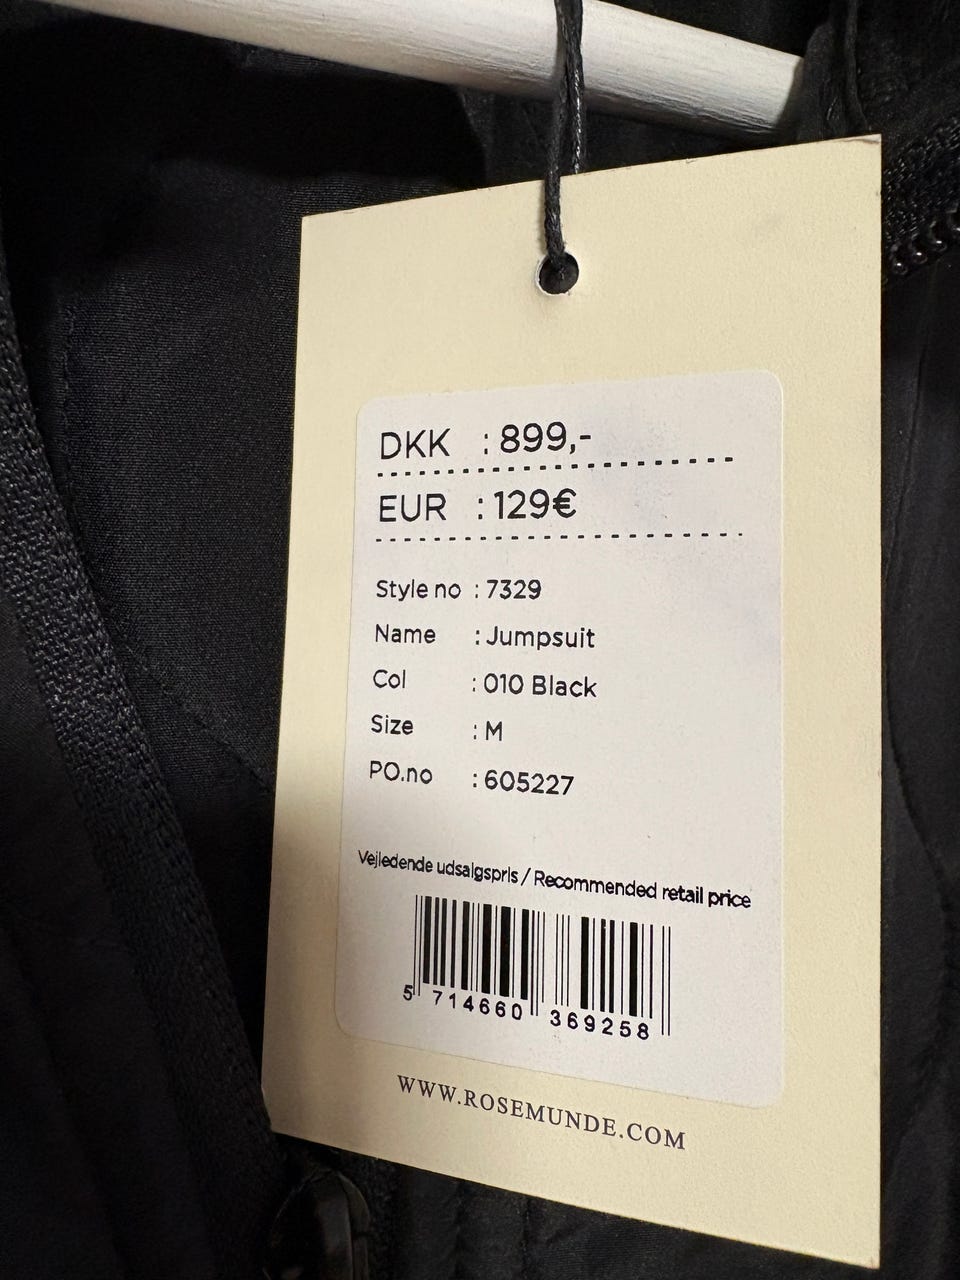 DKK : 899,-
EUR : 129€
Style no : 7329
Name : Jumpsuit
Col : 010 Black
Size : M
PO.no : 605227
Vejledende udsalgspris / Recommended retail price
5 714660 369258
WWW.ROSEMUNDE.COM